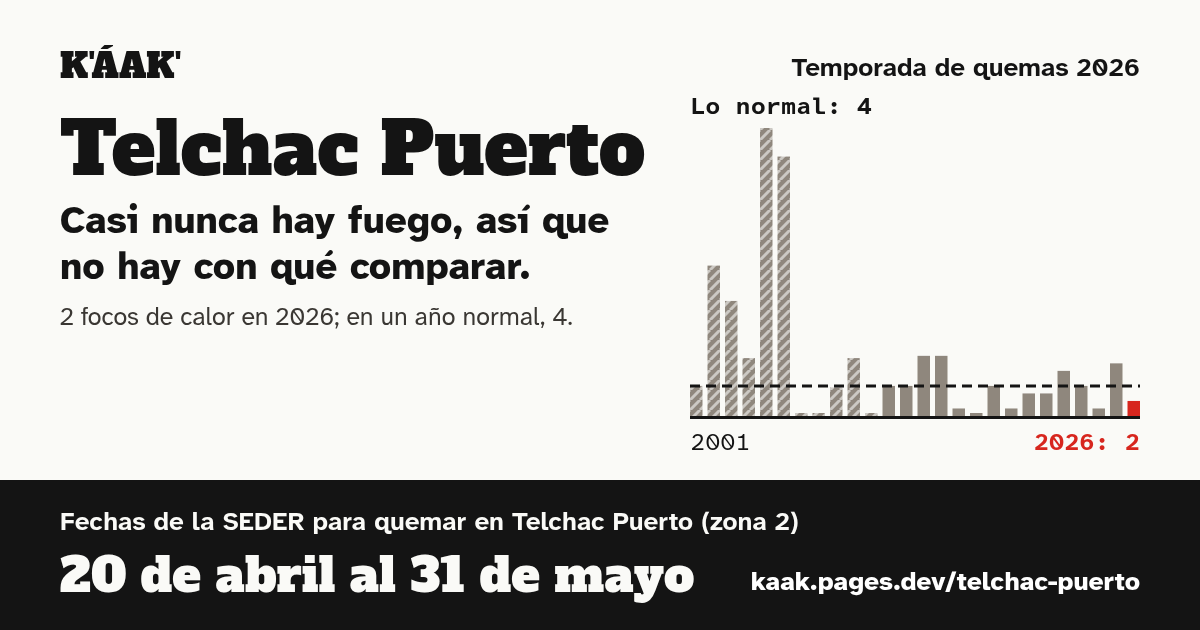 K'ÁAK'
Telchac Puerto
Casi nunca hay fuego, así que
no hay con qué comparar.
2 focos de calor en 2026; en un año normal, 4.
Temporada de quemas 2026
Lo normal: 4
2001
2026: 2
Fechas de la SEDER para quemar en Telchac Puerto (zona 2)
20 de abril al 31 de mayo
kaak.pages.dev/telchac-puerto